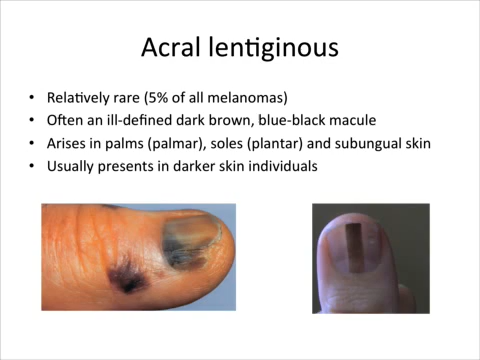 Acral lentiginous
• Relatively rare (5% of all melanomas)
• Often an ill-defined dark brown, blue-black macule
• Arises in palms (palmar), soles (plantar) and subungual skin
• Usually presents in darker skin individuals